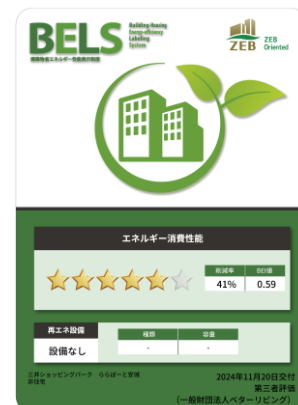 BELS
Building-Housing
Energy-efficiency
Labeling
System
建築物省エネルギー性能表示制度
ZEB
ZEB
Oriented
エネルギー消費性能
削減率
BEI値
41%
0.59
再エネ設備
種類
容量
設備なし
-
-
三井ショッピングパーク ららぽーと安城
非住宅
2024年11月20日交付
第三者評価
(一般財団法人ベターリビング)